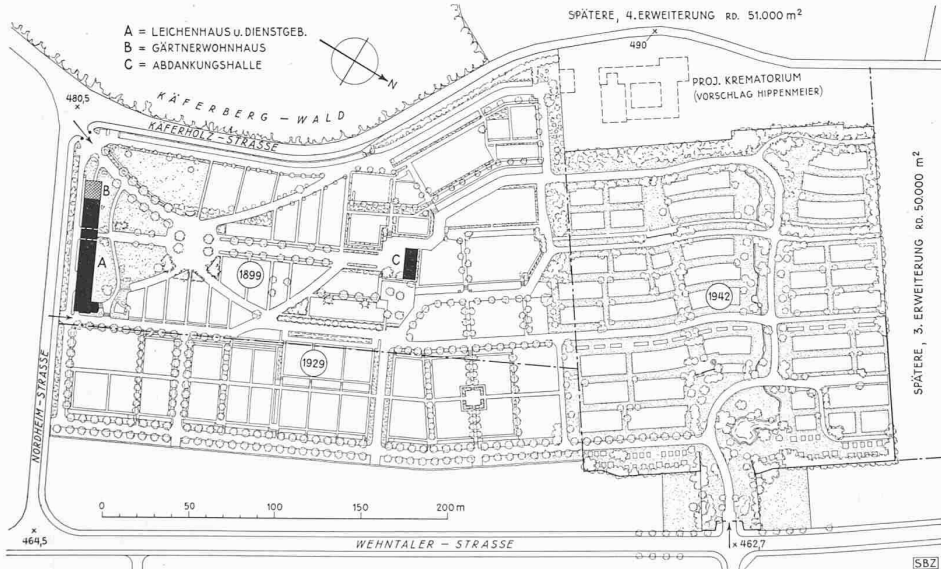 SPÄTERE, 4. ERWEITERUNG RD. 51.000 m²
A = LEICHENHAUS U. DIENSTGEB.
B = GÄRTNERWOHNHAUS
C = ABDANKUNGSHALLE
N
490
PROJ. KREMATORIUM
(VORSCHLAG HIPPENMEIER)
480,5
KÄFERBERG – WALD
KÄFERHOLZ – STRASSE
B
A
C
1899
1942
1929
SPÄTERE, 3. ERWEITERUNG RD. 50.000 m²
NORDHEIM – STRASSE
0 50 100 200 m
464,5
WEHNTALER – STRASSE
462,7
SBZ